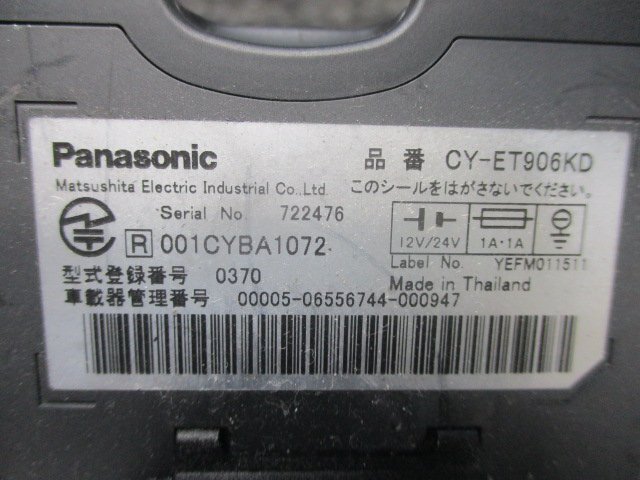 Panasonic 品番 CY-ET906KD
Matsushita Electric Industrial Co.,Ltd. このシールをはがさないでください。
Serial No. 722476
R 001CYBA1072
12V/24V 1A・1A
Label No. YEFM011511
型式登録番号 0370 Made in Thailand
車載器管理番号 00005-06556744-000947